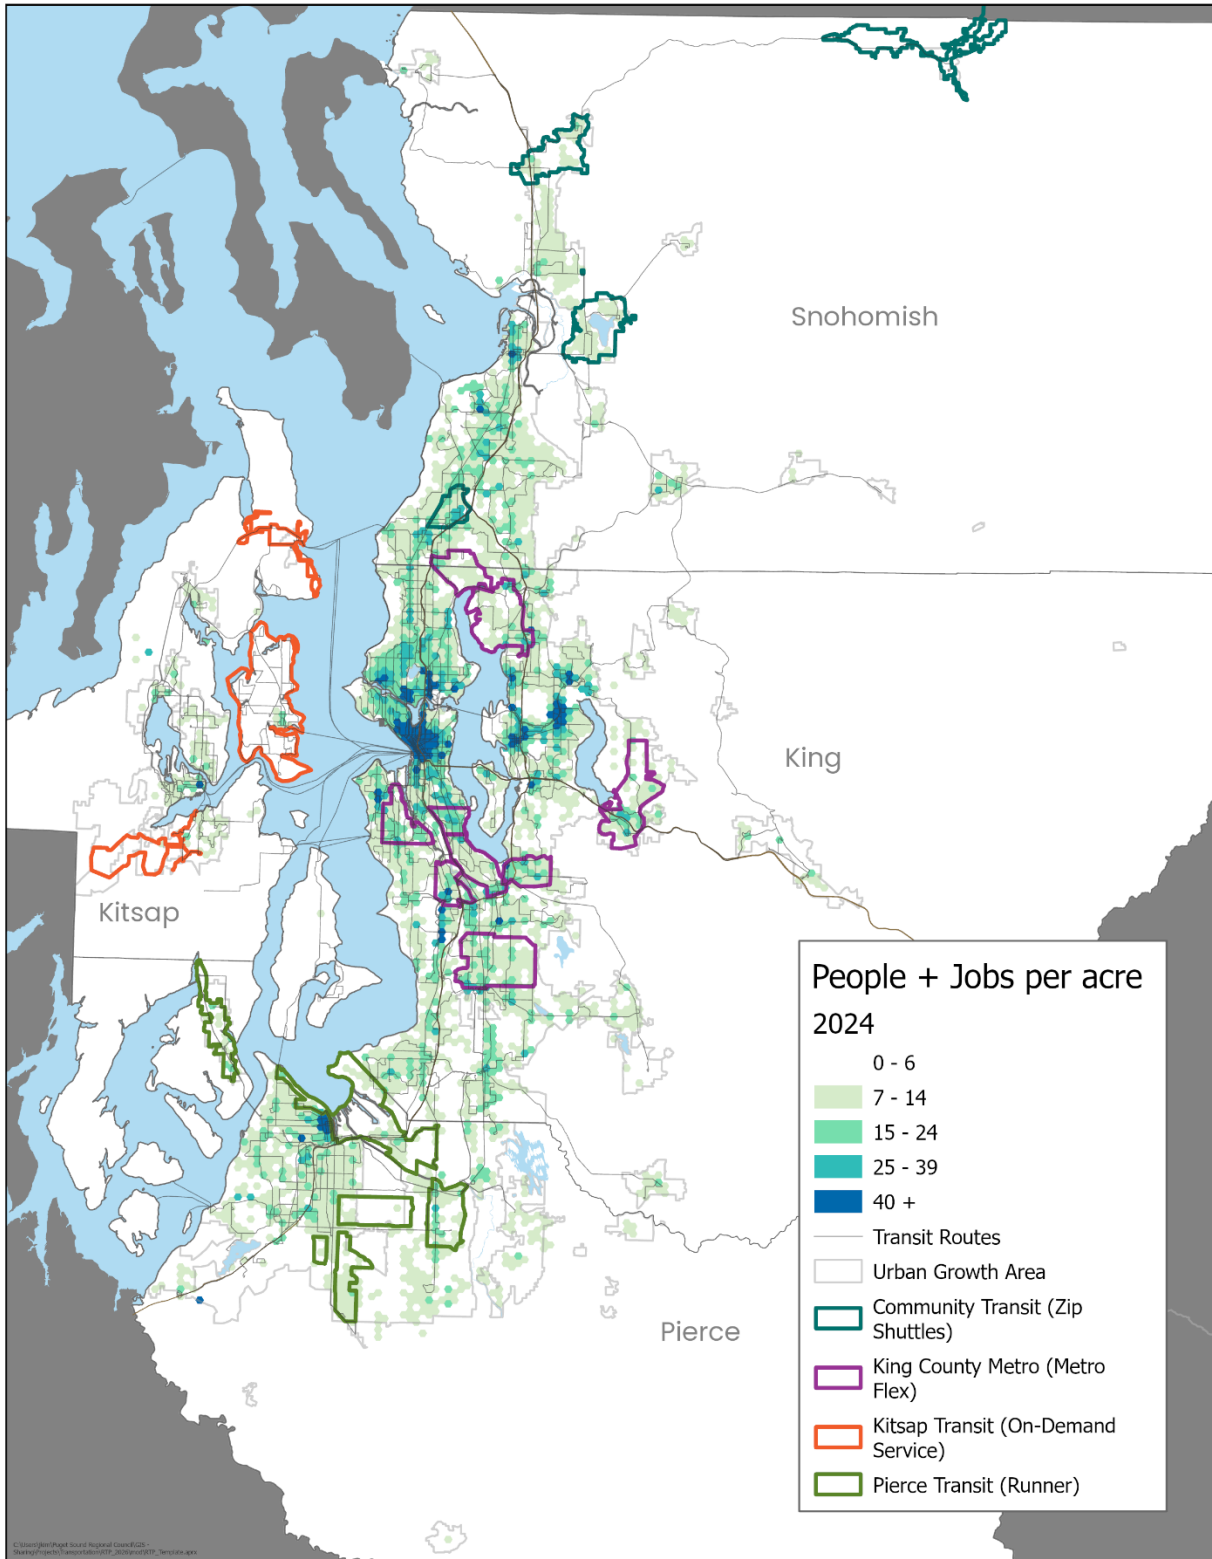 Snohomish
King
Kitsap
Pierce
People + Jobs per acre
2024
0 - 6
7 - 14
15 - 24
25 - 39
40 +
Transit Routes
Urban Growth Area
Community Transit (Zip
Shuttles)
King County Metro (Metro
Flex)
Kitsap Transit (On-Demand
Service)
Pierce Transit (Runner)